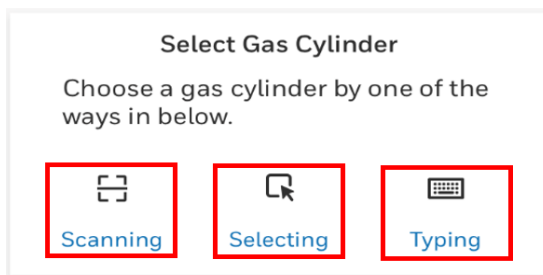 Select Gas Cylinder
Choose a gas cylinder by one of the
ways in below.
Scanning Selecting Typing